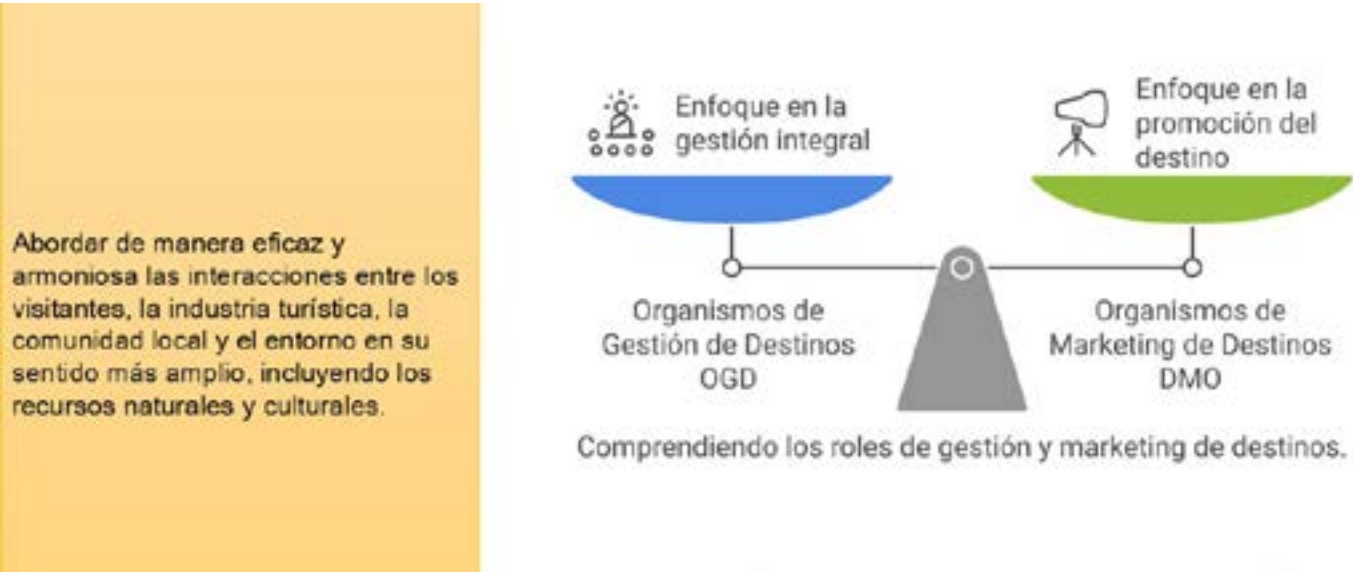 Abordar de manera eficaz y
armoniosa las interacciones entre los
visitantes, la industria turística, la
comunidad local y el entorno en su
sentido más amplio, incluyendo los
recursos naturales y culturales.
Enfoque en la
gestión integral
Enfoque en la
promoción del
destino
Organismos de
Gestión de Destinos
OGD
Organismos de
Marketing de Destinos
DMO
Comprendiendo los roles de gestión y marketing de destinos.